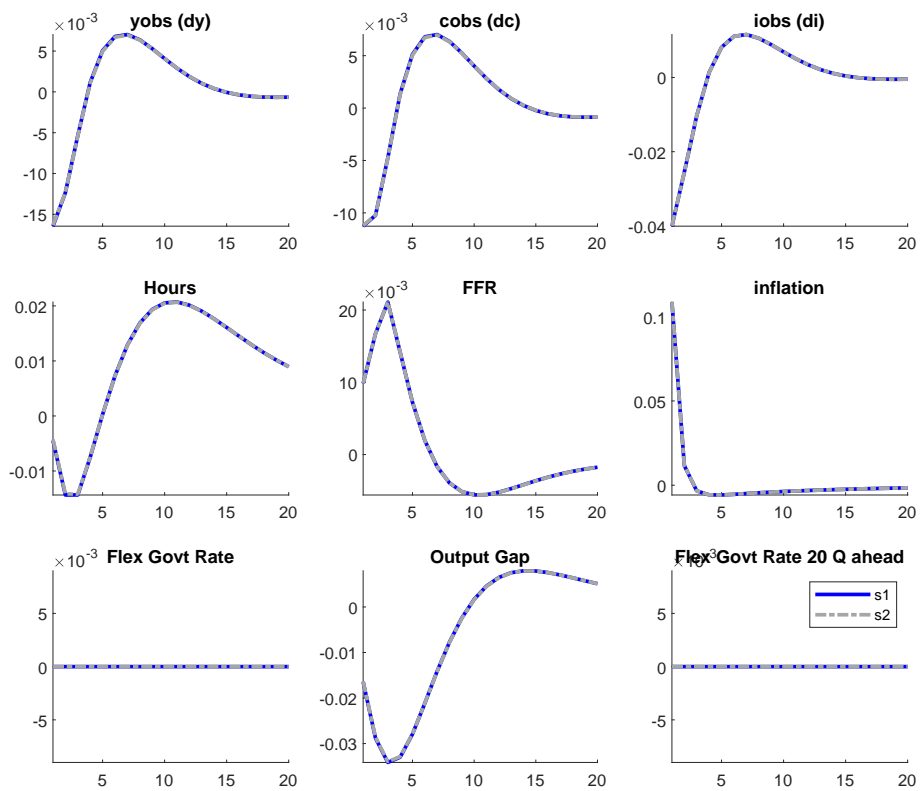 yobs (dy)
×10^-3
5
0
-5
-10
-15
5 10 15 20
cobs (dc)
×10^-3
5
0
-5
-10
5 10 15 20
iobs (di)
0
-0.02
-0.04
5 10 15 20
Hours
0.02
0.01
0
-0.01
5 10 15 20
FFR
×10^-3
20
10
0
5 10 15 20
inflation
0.1
0.05
0
5 10 15 20
Flex Govt Rate
×10^-3
5
0
-5
5 10 15 20
Output Gap
0
-0.01
-0.02
-0.03
5 10 15 20
Flex Govt Rate 20 Q ahead
5
0
-5
5 10 15 20
s1
s2